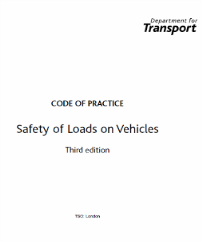 Department For
Transport
CODE OF PRACTICE
Safety of Loads on Vehicles
Third edition
TSO: London